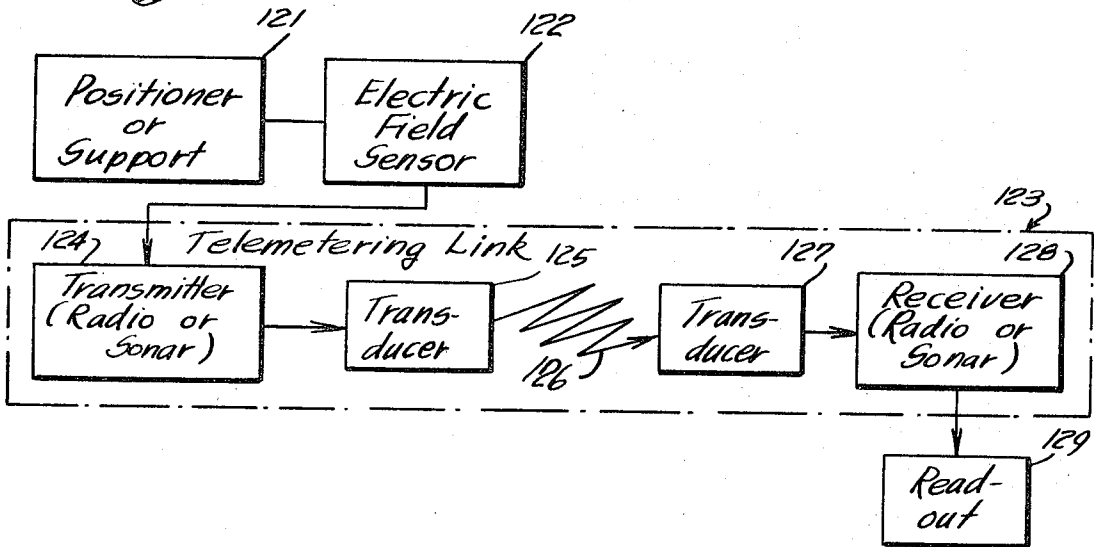 121
122
Positioner
or
Support
Electric
Field
Sensor
123
124
Telemetering Link
125
127
128
Transmitter
(Radio or
Sonar)
Trans-
ducer
126
Trans-
ducer
Receiver
(Radio or
Sonar)
129
Read-
out